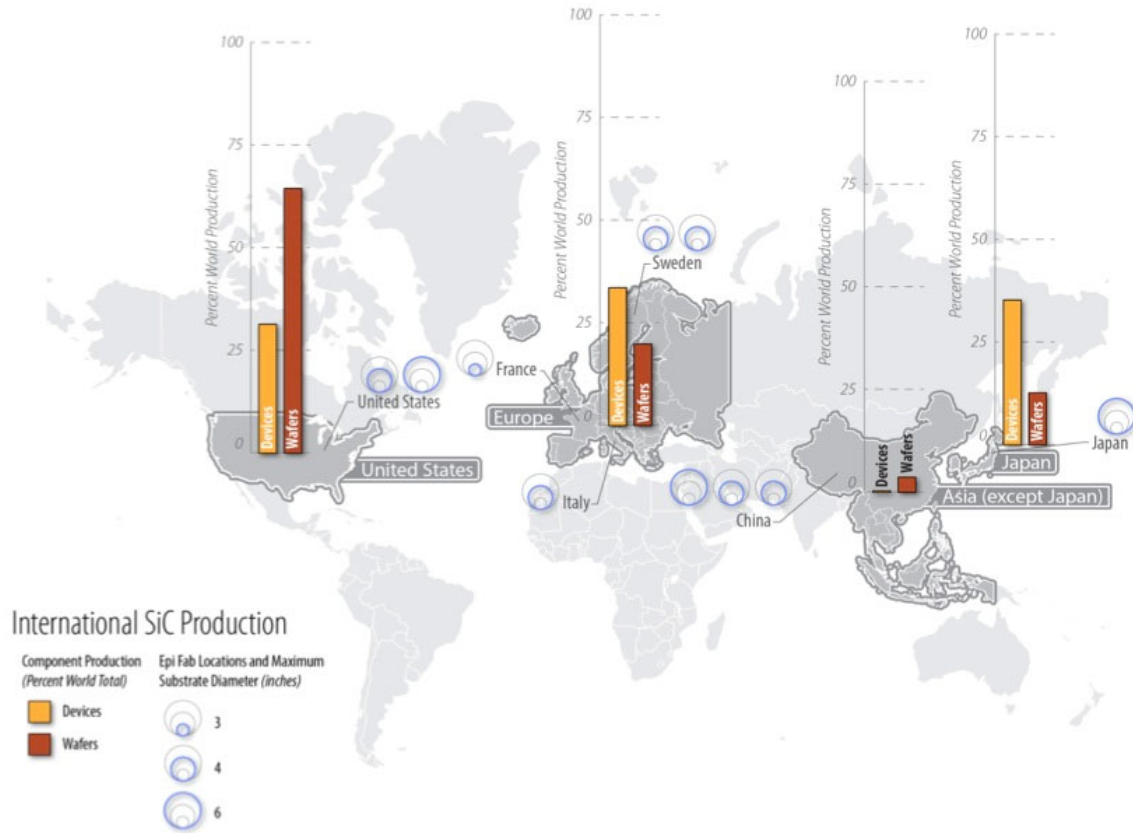 100
75
50
25
0
Percent World Production
Devices
Wafers
United States
United States
100
75
50
25
0
Percent World Production
Devices
Wafers
Sweden
France
Europe
Italy
100
75
50
25
0
Percent World Production
Devices
Wafers
China
Asia (except Japan)
100
75
50
25
0
Percent World Production
Devices
Wafers
Japan
Japan
International SiC Production
Component Production
(Percent World Total)
Devices
Wafers
Epi Fab Locations and Maximum
Substrate Diameter (inches)
3
4
6